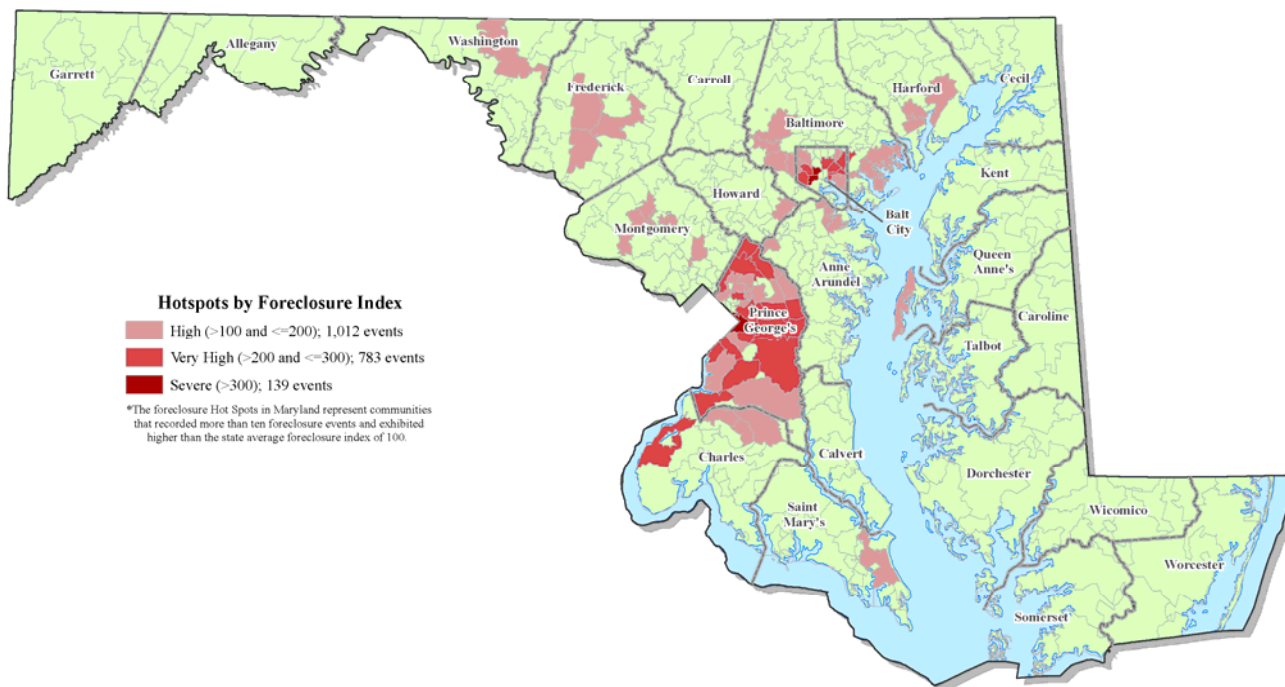 Garrett
Allegany
Washington
Frederick
Carroll
Baltimore
Harford
Cecil
Kent
Howard
Montgomery
Balt
City
Queen
Anne's
Anne
Arundel
Prince
George's
Caroline
Talbot
Charles
Calvert
Dorchester
Saint
Mary's
Wicomico
Worcester
Somerset
Hotspots by Foreclosure Index
High (>100 and <=200); 1,012 events
Very High (>200 and <=300); 783 events
Severe (>300); 139 events
*The foreclosure Hot Spots in Maryland represent communities
that recorded more than ten foreclosure events and exhibited
higher than the state average foreclosure index of 100.